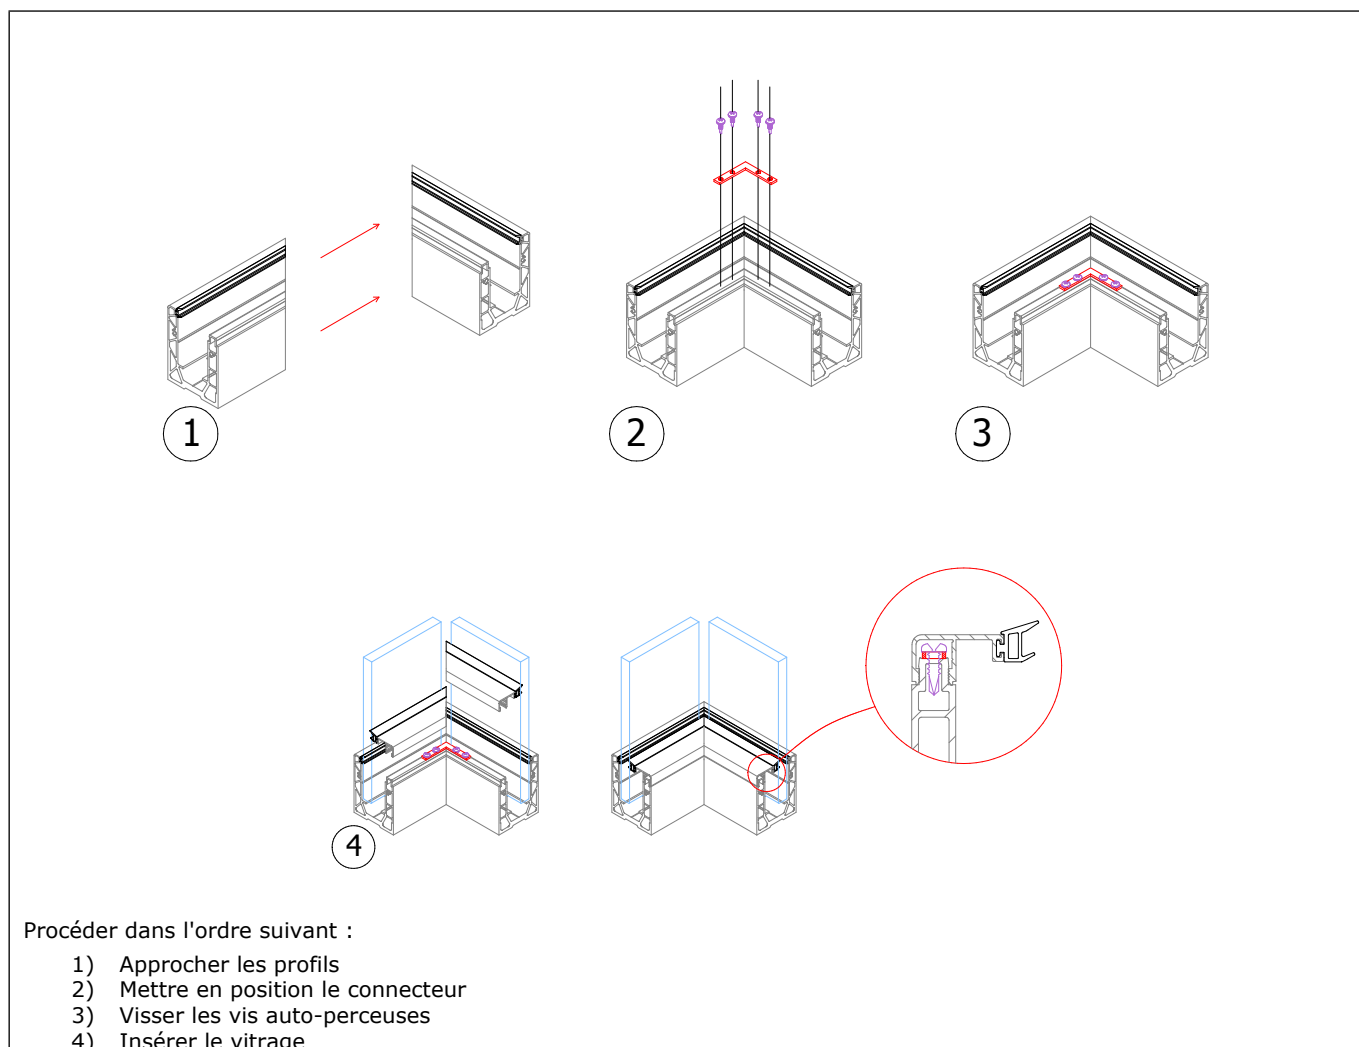 1
2
3
4
Procéder dans l'ordre suivant :
1) Approcher les profils
2) Mettre en position le connecteur
3) Visser les vis auto-perceuses
4) Insérer le vitrage